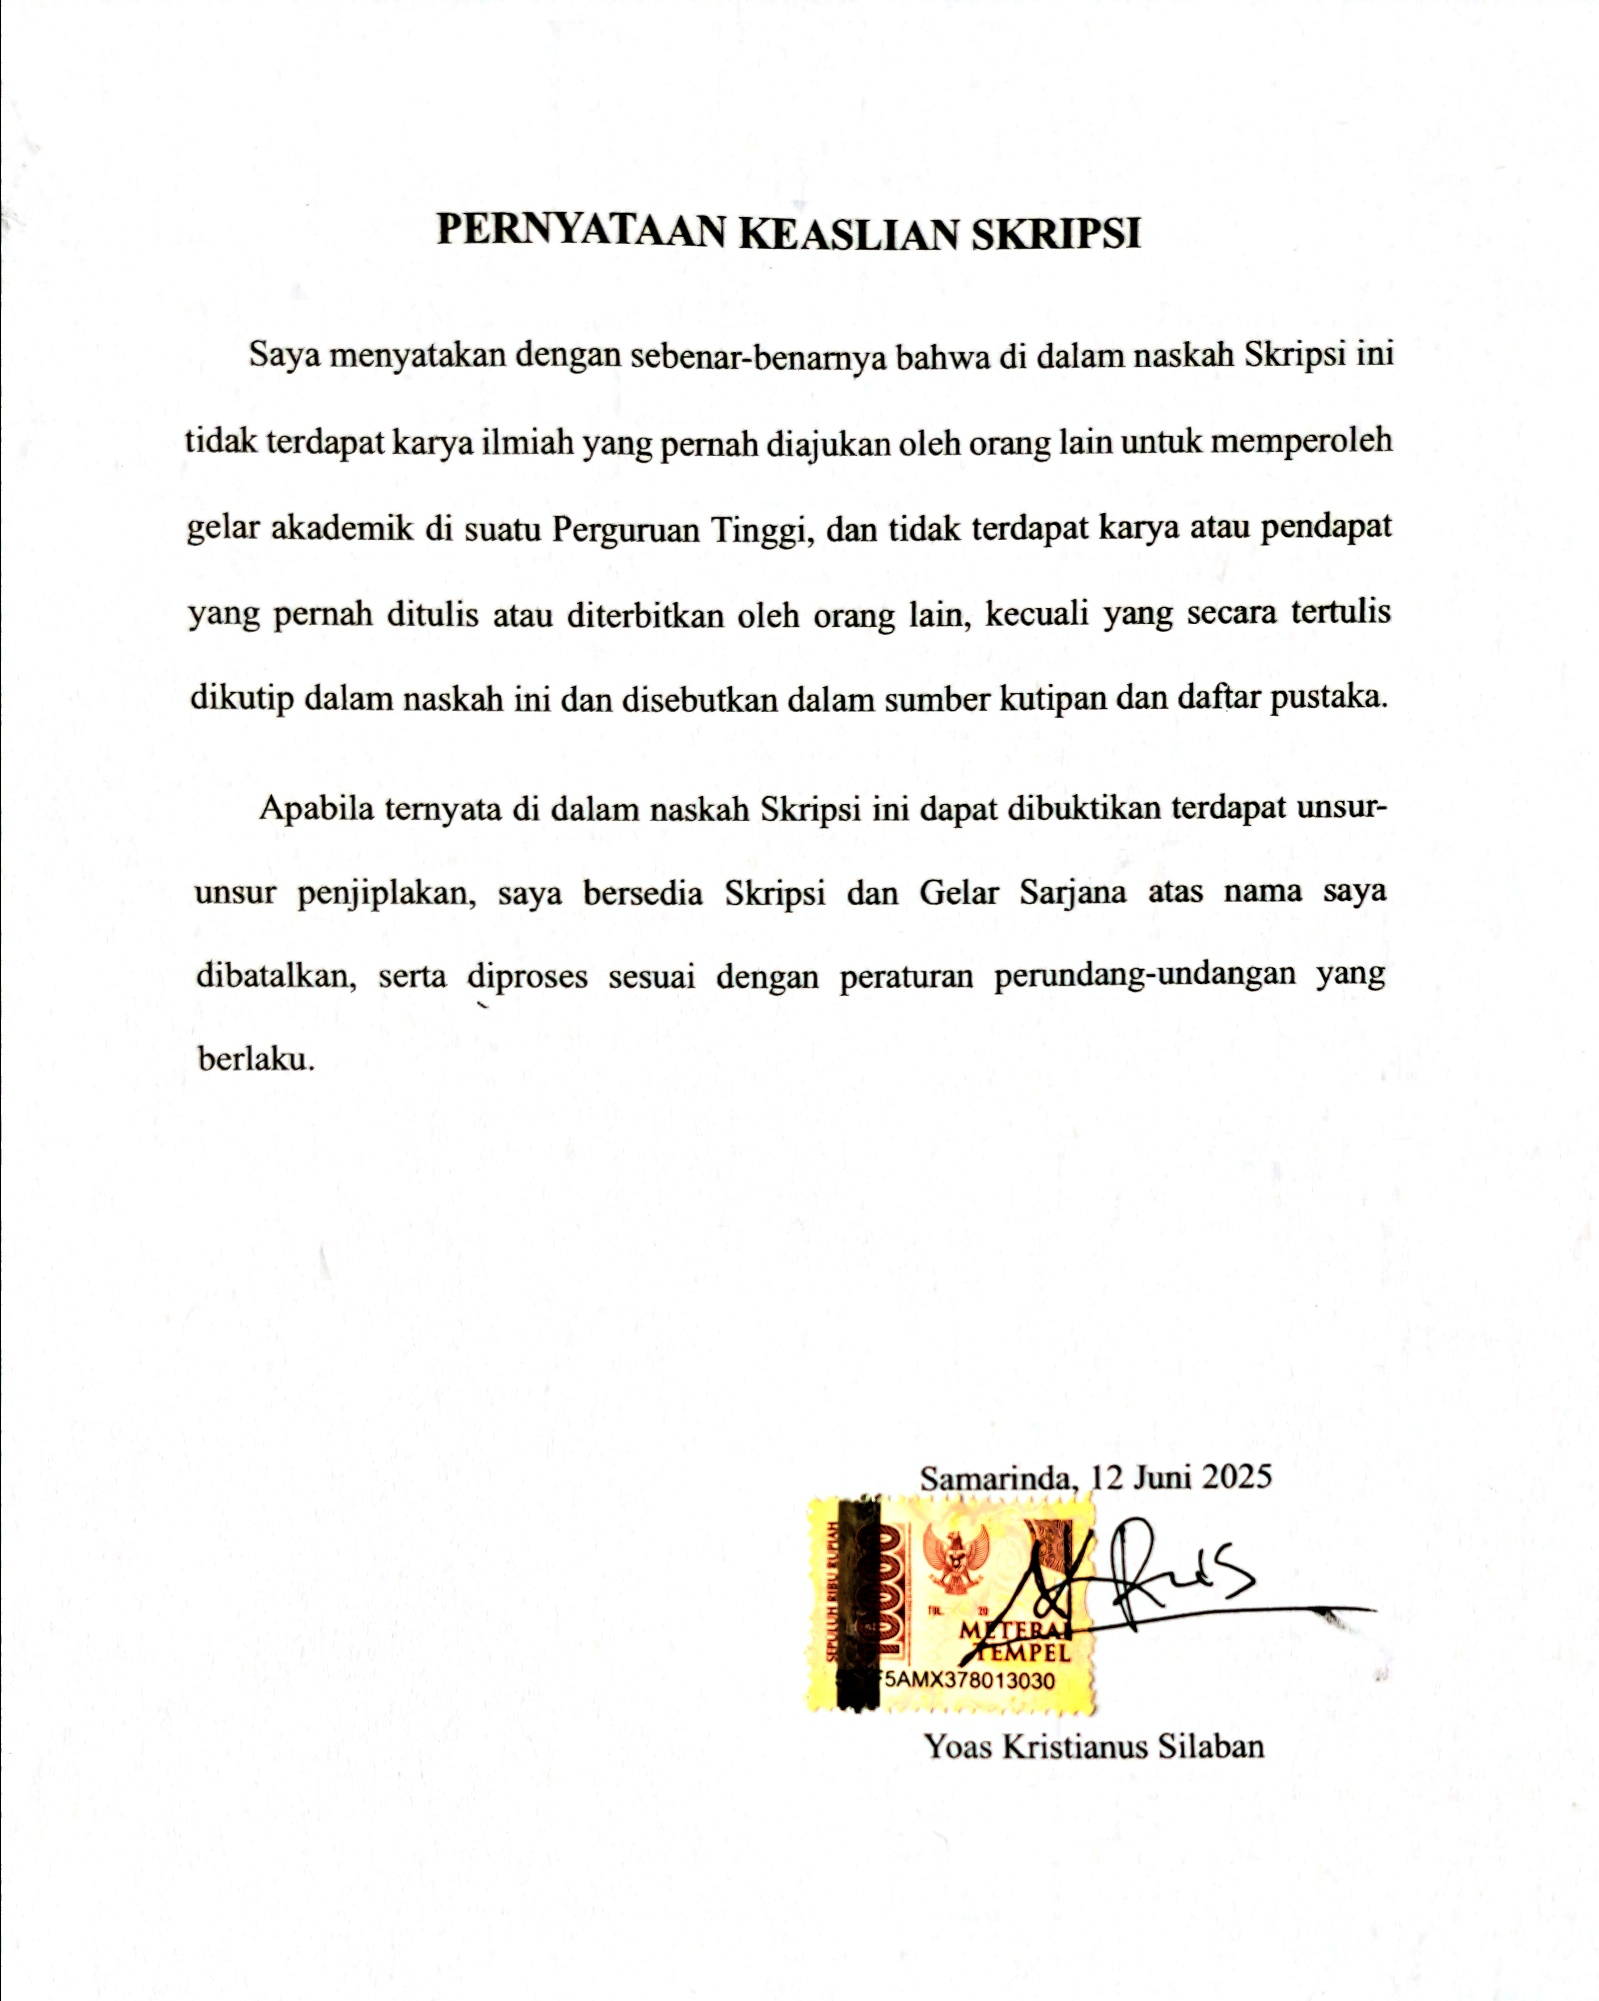 PERNYATAAN KEASLIAN SKRIPSI
Saya menyatakan dengan sebenar-benarnya bahwa di dalam naskah Skripsi ini
tidak terdapat karya ilmiah yang pernah diajukan oleh orang lain untuk memperoleh
gelar akademik di suatu Perguruan Tinggi, dan tidak terdapat karya atau pendapat
yang pernah ditulis atau diterbitkan oleh orang lain, kecuali yang secara tertulis
dikutip dalam naskah ini dan disebutkan dalam sumber kutipan dan daftar pustaka.
Apabila ternyata di dalam naskah Skripsi ini dapat dibuktikan terdapat unsur-
unsur penjiplakan, saya bersedia Skripsi dan Gelar Sarjana atas nama saya
dibatalkan, serta diproses sesuai dengan peraturan perundang-undangan yang
berlaku.
Samarinda, 12 Juni 2025
SEPULUH RIBU RUPIAH
10000
TGL. 20
METERAI
TEMPEL
5AMX378013030
Yoas Kristianus Silaban